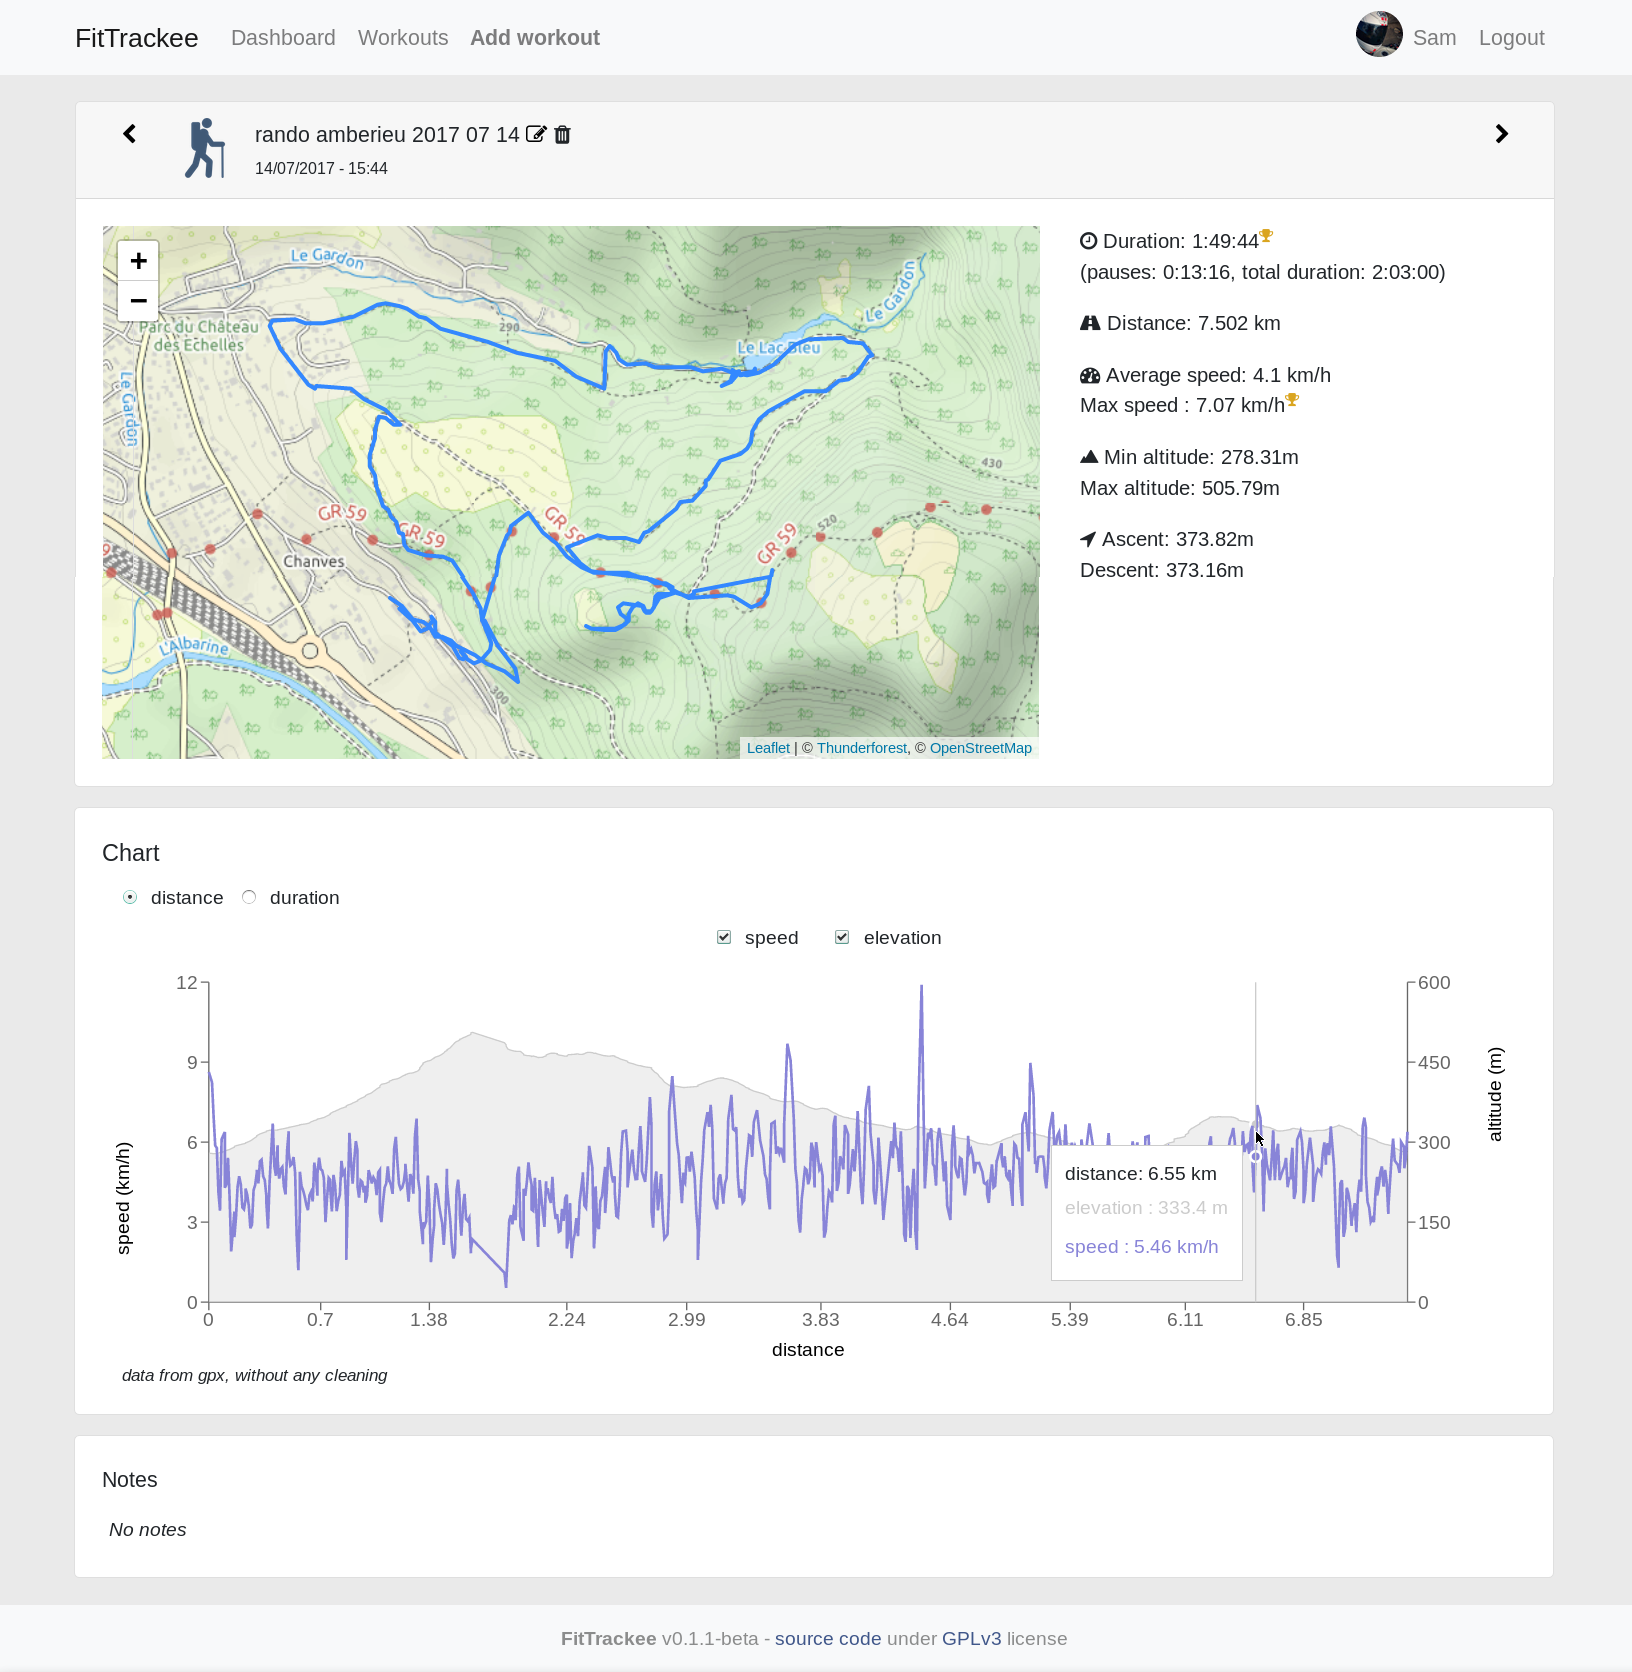 FitTrackee Dashboard Workouts Add workout Sam Logout
rando amberieu 2017 07 14
14/07/2017 - 15:44
+
−
Le Gardon
Le Gardon
290
Parc du Château
des Echelles
Le Lac Bleu
Le Gardon
430
GR 59
GR 59
GR 59
GR 59
520
9
Chanves
L'Albarine
300
Leaflet | © Thunderforest, © OpenStreetMap
Duration: 1:49:44
(pauses: 0:13:16, total duration: 2:03:00)
Distance: 7.502 km
Average speed: 4.1 km/h
Max speed : 7.07 km/h
Min altitude: 278.31m
Max altitude: 505.79m
Ascent: 373.82m
Descent: 373.16m
Chart
distance duration
speed elevation
12
9
6
3
0
speed (km/h)
600
450
300
150
0
altitude (m)
distance: 6.55 km
elevation : 333.4 m
speed : 5.46 km/h
0 0.7 1.38 2.24 2.99 3.83 4.64 5.39 6.11 6.85
distance
data from gpx, without any cleaning
Notes
No notes
FitTrackee v0.1.1-beta - source code under GPLv3 license